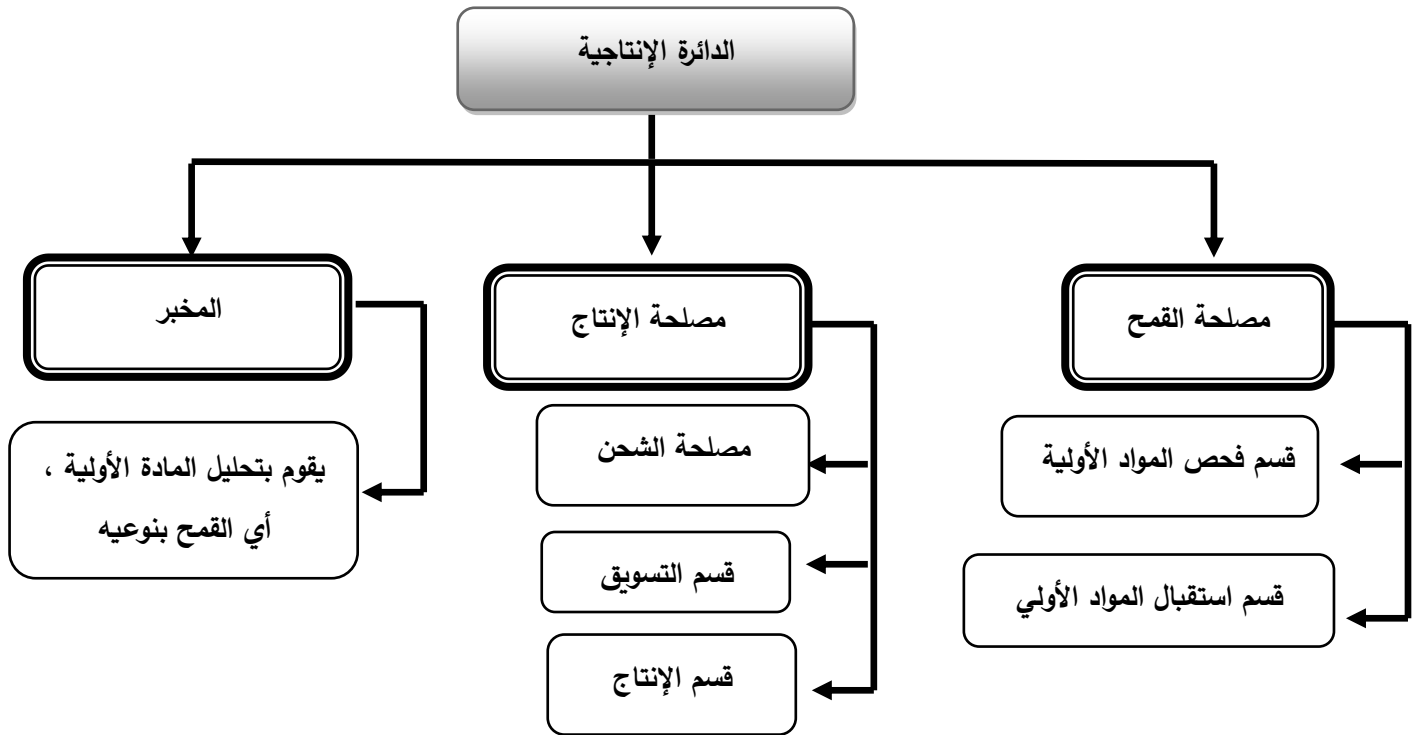 الدائرة الإنتاجية
مصلحة القمح
مصلحة الإنتاج
المخبر
قسم فحص المواد الأولية
قسم استقبال المواد الأولي
مصلحة الشحن
قسم التسويق
قسم الإنتاج
يقوم بتحليل المادة الأولية ،
أي القمح بنوعيه